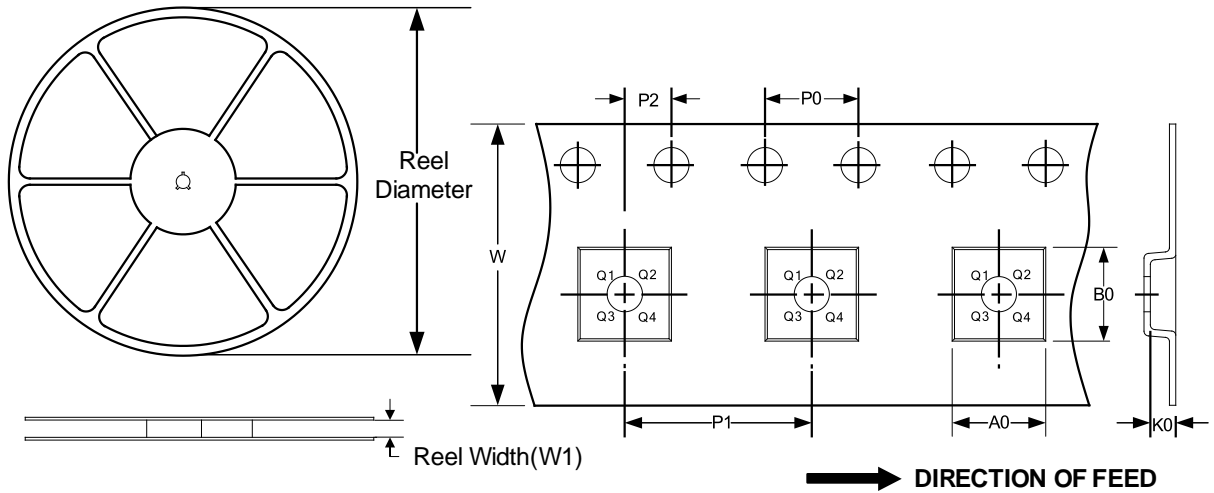 Reel
Diameter
Reel Width(W1)
P2
P0
W
Q1 Q2
Q3 Q4
Q1 Q2
Q3 Q4
Q1 Q2
Q3 Q4
B0
P1
A0
K0
DIRECTION OF FEED